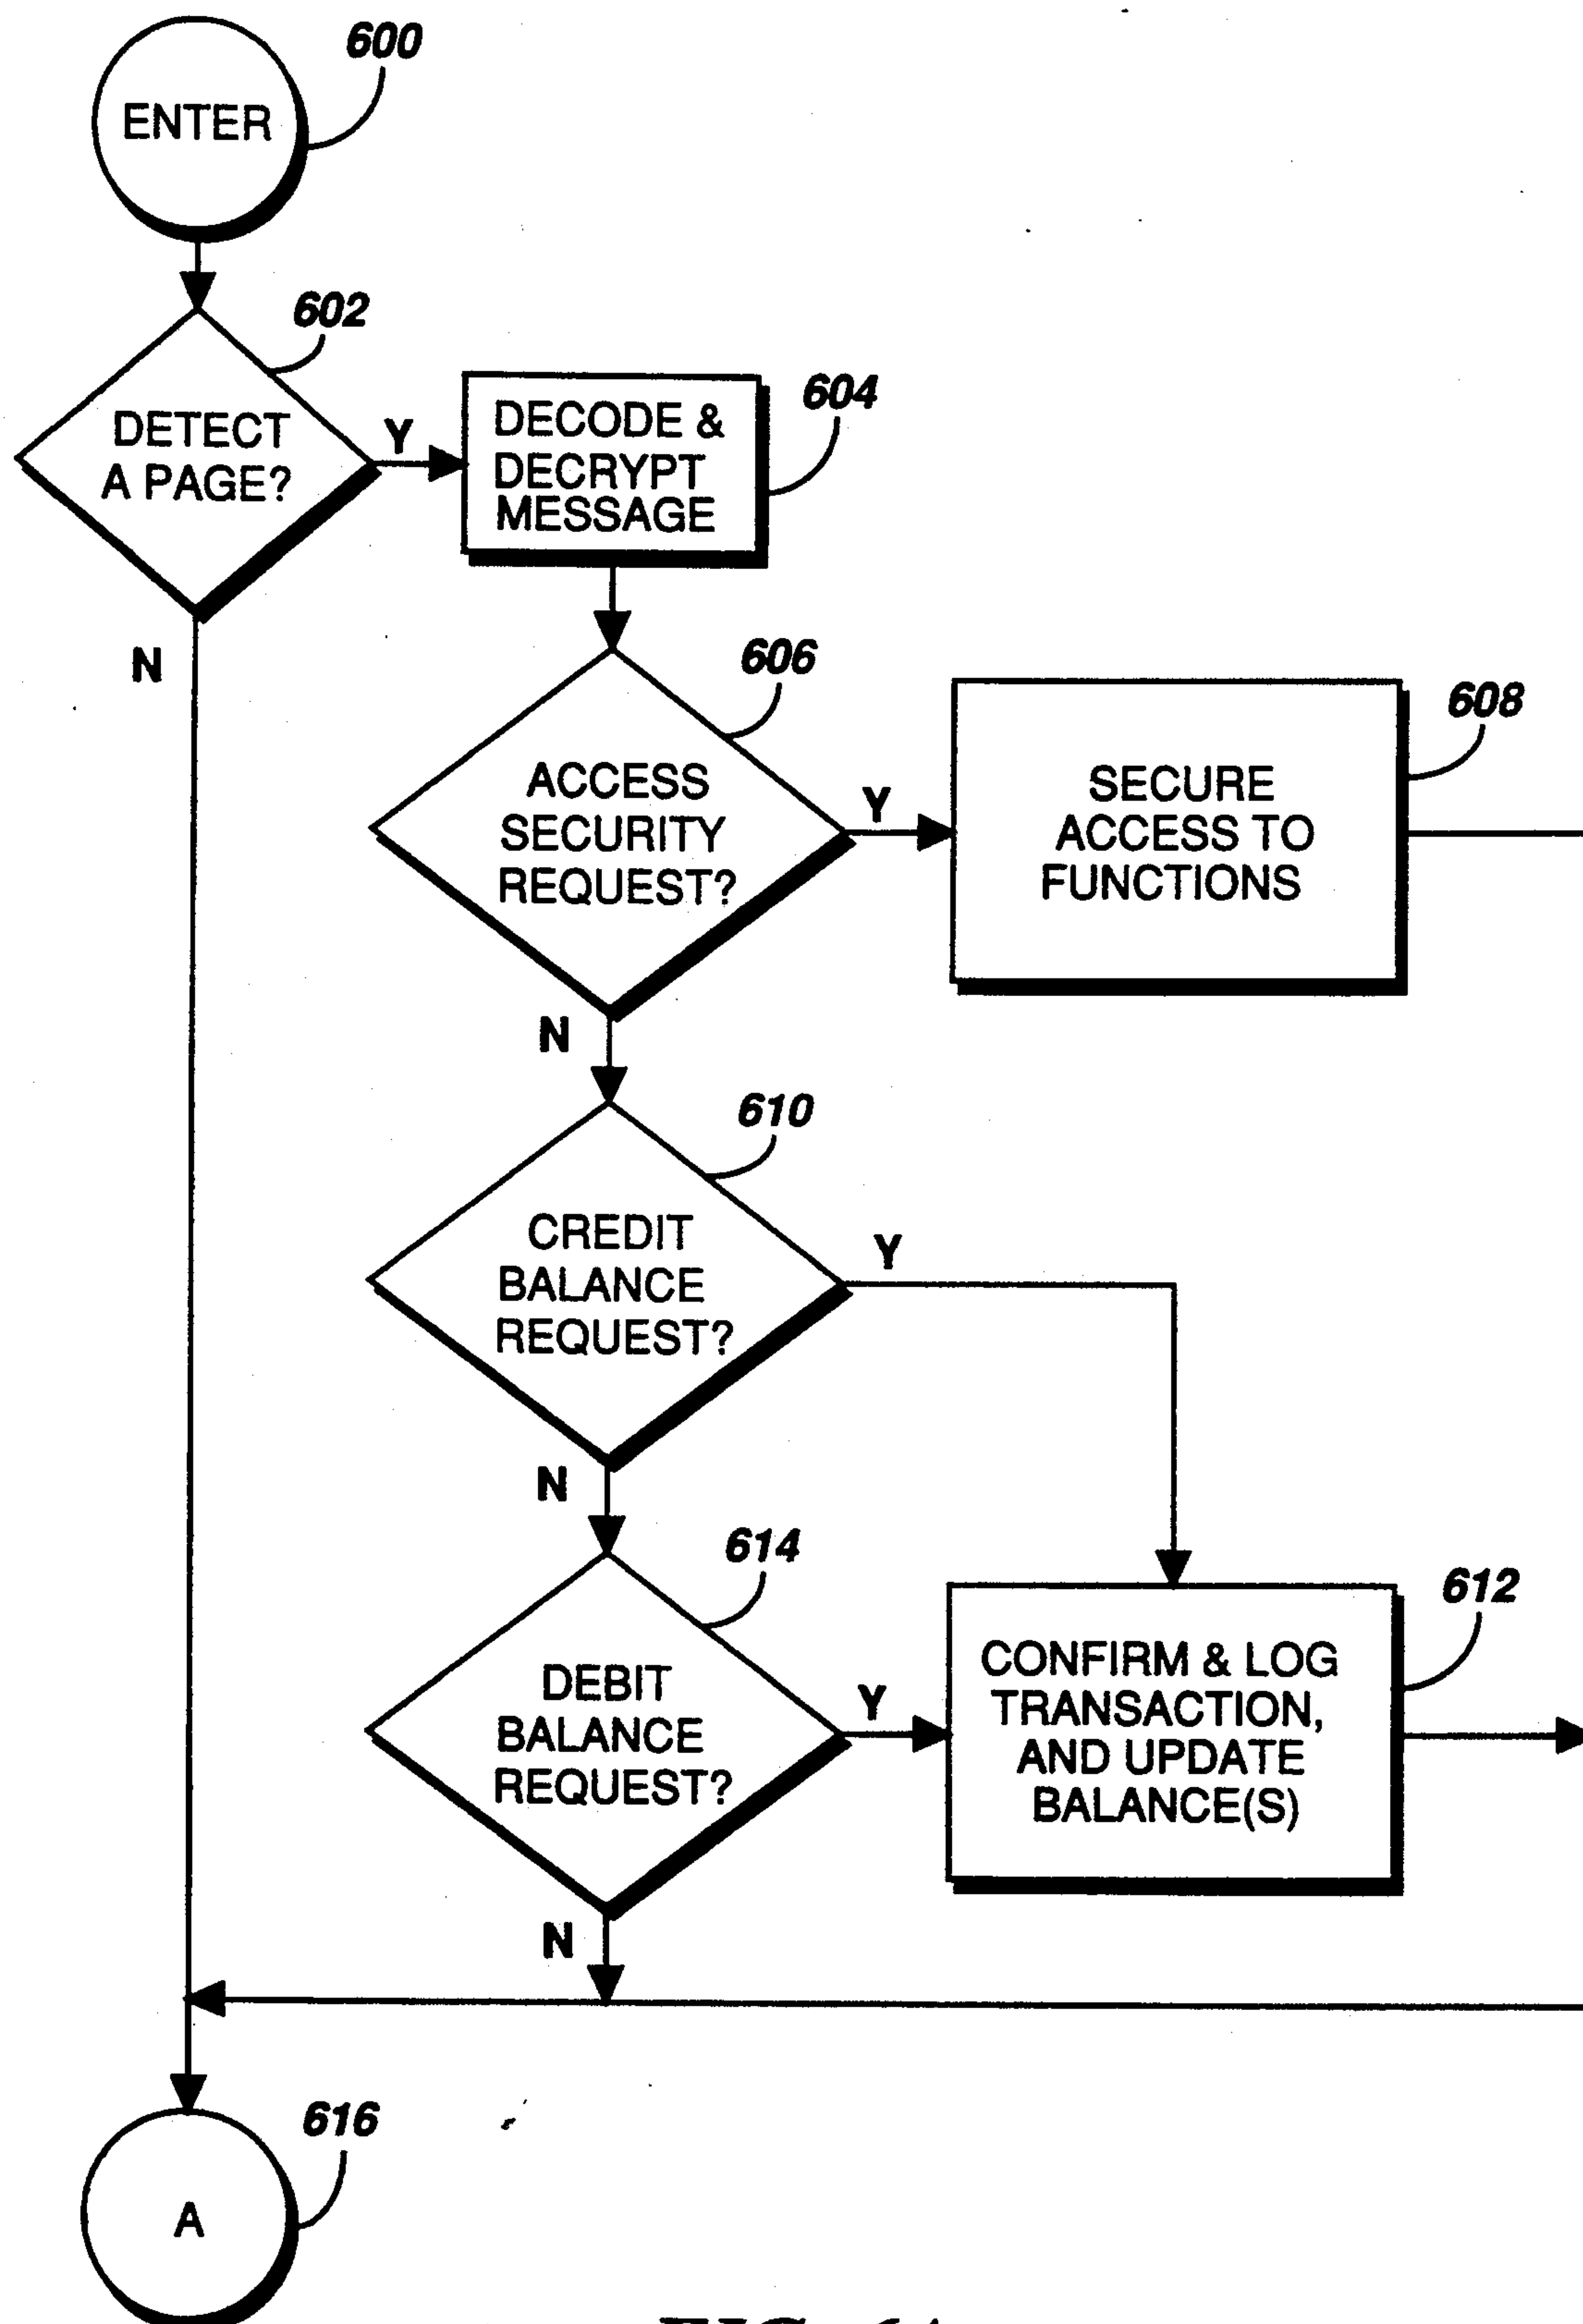 600
ENTER
602
DETECT
A PAGE?
Y
N
604
DECODE &
DECRYPT
MESSAGE
606
ACCESS
SECURITY
REQUEST?
Y
N
608
SECURE
ACCESS TO
FUNCTIONS
610
CREDIT
BALANCE
REQUEST?
Y
N
614
DEBIT
BALANCE
REQUEST?
Y
N
612
CONFIRM & LOG
TRANSACTION,
AND UPDATE
BALANCE(S)
616
A